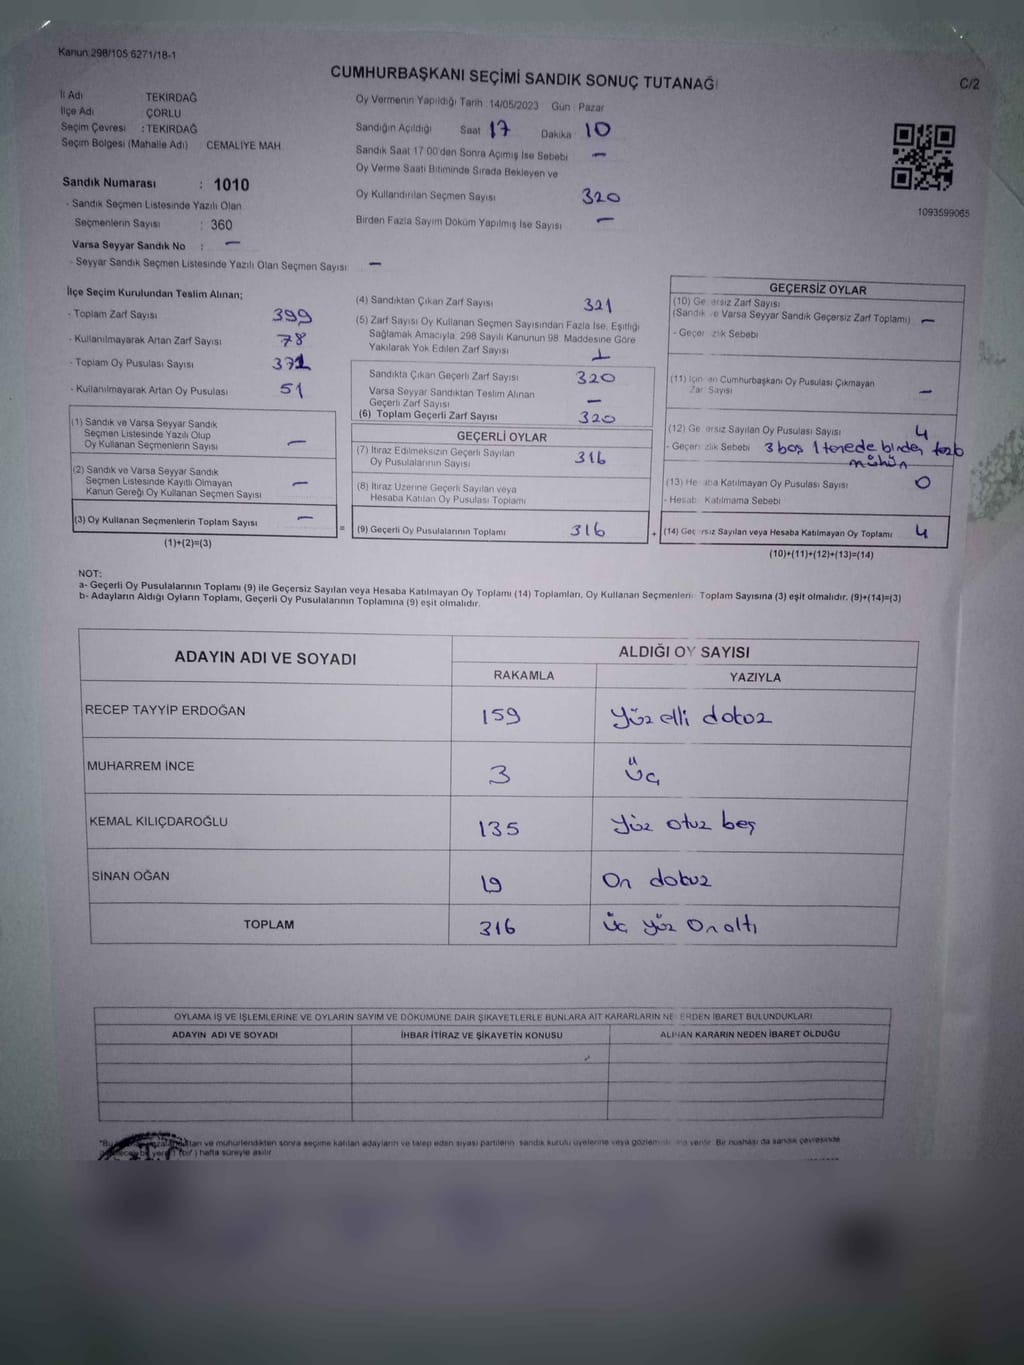 Kanun 298/105 6271/18-1
CUMHURBAŞKANI SEÇİMİ SANDIK SONUÇ TUTANAĞI
C/2
İl Adı TEKİRDAĞ
İlçe Adı ÇORLU
Seçim Çevresi : TEKİRDAĞ
Seçim Bölgesi (Mahalle Adı) CEMALİYE MAH.
Sandık Numarası : 1010
- Sandık Seçmen Listesinde Yazılı Olan
Seçmenlerin Sayısı : 360
Varsa Seyyar Sandık No : –
- Seyyar Sandık Seçmen Listesinde Yazılı Olan Seçmen Sayısı –
Oy Vermenin Yapıldığı Tarih : 14/05/2023 Gün : Pazar
Sandığın Açıldığı Saat 17 Dakika 10
Sandık Saat 17:00'den Sonra Açılmış İse Sebebi –
Oy Verme Saati Bitiminde Sırada Bekleyen ve
Oy Kullandırılan Seçmen Sayısı 320
Birden Fazla Sayım Döküm Yapılmış İse Sayısı –
1093599065
İlçe Seçim Kurulundan Teslim Alınan;
- Toplam Zarf Sayısı 399
- Kullanılmayarak Artan Zarf Sayısı 78
- Toplam Oy Pusulası Sayısı 371
- Kullanılmayarak Artan Oy Pusulası 51
(1) Sandık ve Varsa Seyyar Sandık
Seçmen Listesinde Yazılı Olup
Oy Kullanan Seçmenlerin Sayısı –
(2) Sandık ve Varsa Seyyar Sandık
Seçmen Listesinde Kayıtlı Olmayan
Kanun Gereği Oy Kullanan Seçmen Sayısı –
(3) Oy Kullanan Seçmenlerin Toplam Sayısı –
(1)+(2)=(3)
=
(4) Sandıktan Çıkan Zarf Sayısı 321
(5) Zarf Sayısı Oy Kullanan Seçmen Sayısından Fazla İse, Eşitliği
Sağlamak Amacıyla, 298 Sayılı Kanunun 98. Maddesine Göre
Yakılarak Yok Edilen Zarf Sayısı 1
Sandıkta Çıkan Geçerli Zarf Sayısı 320
Varsa Seyyar Sandıktan Teslim Alınan
Geçerli Zarf Sayısı –
(6) Toplam Geçerli Zarf Sayısı 320
GEÇERLİ OYLAR
(7) İtiraz Edilmeksizin Geçerli Sayılan
Oy Pusulalarının Sayısı 316
(8) İtiraz Üzerine Geçerli Sayılan veya
Hesaba Katılan Oy Pusulası Toplamı
(9) Geçerli Oy Pusulalarının Toplamı 316
+
GEÇERSİZ OYLAR
(10) Geçersiz Zarf Sayısı
(Sandık ve Varsa Seyyar Sandık Geçersiz Zarf Toplamı) –
- Geçersizlik Sebebi
(11) İçinden Cumhurbaşkanı Oy Pusulası Çıkmayan
Zarf Sayısı –
(12) Geçersiz Sayılan Oy Pusulası Sayısı 4
- Geçersizlik Sebebi 3 boş 1 tenede birden fazla
mühür
(13) Hesaba Katılmayan Oy Pusulası Sayısı 0
- Hesaba Katılmama Sebebi
(14) Geçersiz Sayılan veya Hesaba Katılmayan Oy Toplamı 4
(10)+(11)+(12)+(13)=(14)
NOT:
a- Geçerli Oy Pusulalarının Toplamı (9) ile Geçersiz Sayılan veya Hesaba Katılmayan Oy Toplamı (14) Toplamları, Oy Kullanan Seçmenlerin Toplam Sayısına (3) eşit olmalıdır. (9)+(14)=(3)
b- Adayların Aldığı Oyların Toplamı, Geçerli Oy Pusulalarının Toplamına (9) eşit olmalıdır.
ADAYIN ADI VE SOYADI ALDIĞI OY SAYISI
RAKAMLA YAZIYLA
RECEP TAYYİP ERDOĞAN 159 Yüz elli dokuz
MUHARREM İNCE 3 Üç
KEMAL KILIÇDAROĞLU 135 Yüz otuz beş
SİNAN OĞAN 19 On dokuz
TOPLAM 316 üç yüz On altı
OYLAMA İŞ VE İŞLEMLERİNE VE OYLARIN SAYIM VE DÖKÜMÜNE DAİR ŞİKAYETLERLE BUNLARA AİT KARARLARIN NELERDEN İBARET BULUNDUKLARI
ADAYIN ADI VE SOYADI İHBAR İTİRAZ VE ŞİKAYETİN KONUSU ALINAN KARARIN NEDEN İBARET OLDUĞU
ve mühürlendikten sonra seçime katılan adayların ve talep eden siyasi partilerin sandık kurulu üyelerine veya verilir. Bir nüshası da sandık çevresinde
hafta süreyle asılır